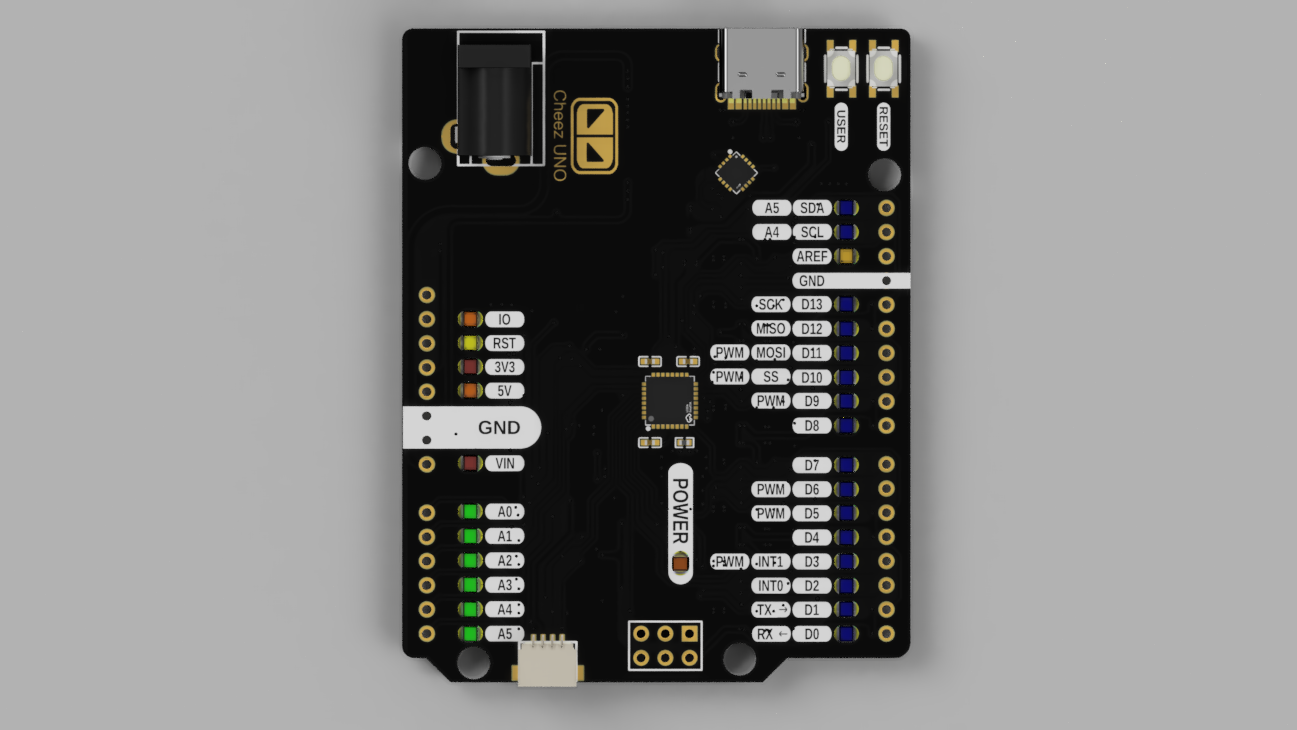 Cheez UNO
USER
RESET
A5 SDA
A4 SCL
AREF
GND
SCK D13
MISO D12
PWM MOSI D11
PWM SS D10
PWM D9
D8
D7
PWM D6
PWM D5
D4
PWM INT1 D3
INT0 D2
TX → D1
RX ← D0
IO
RST
3V3
5V
GND
VIN
A0
A1
A2
A3
A4
A5
POWER